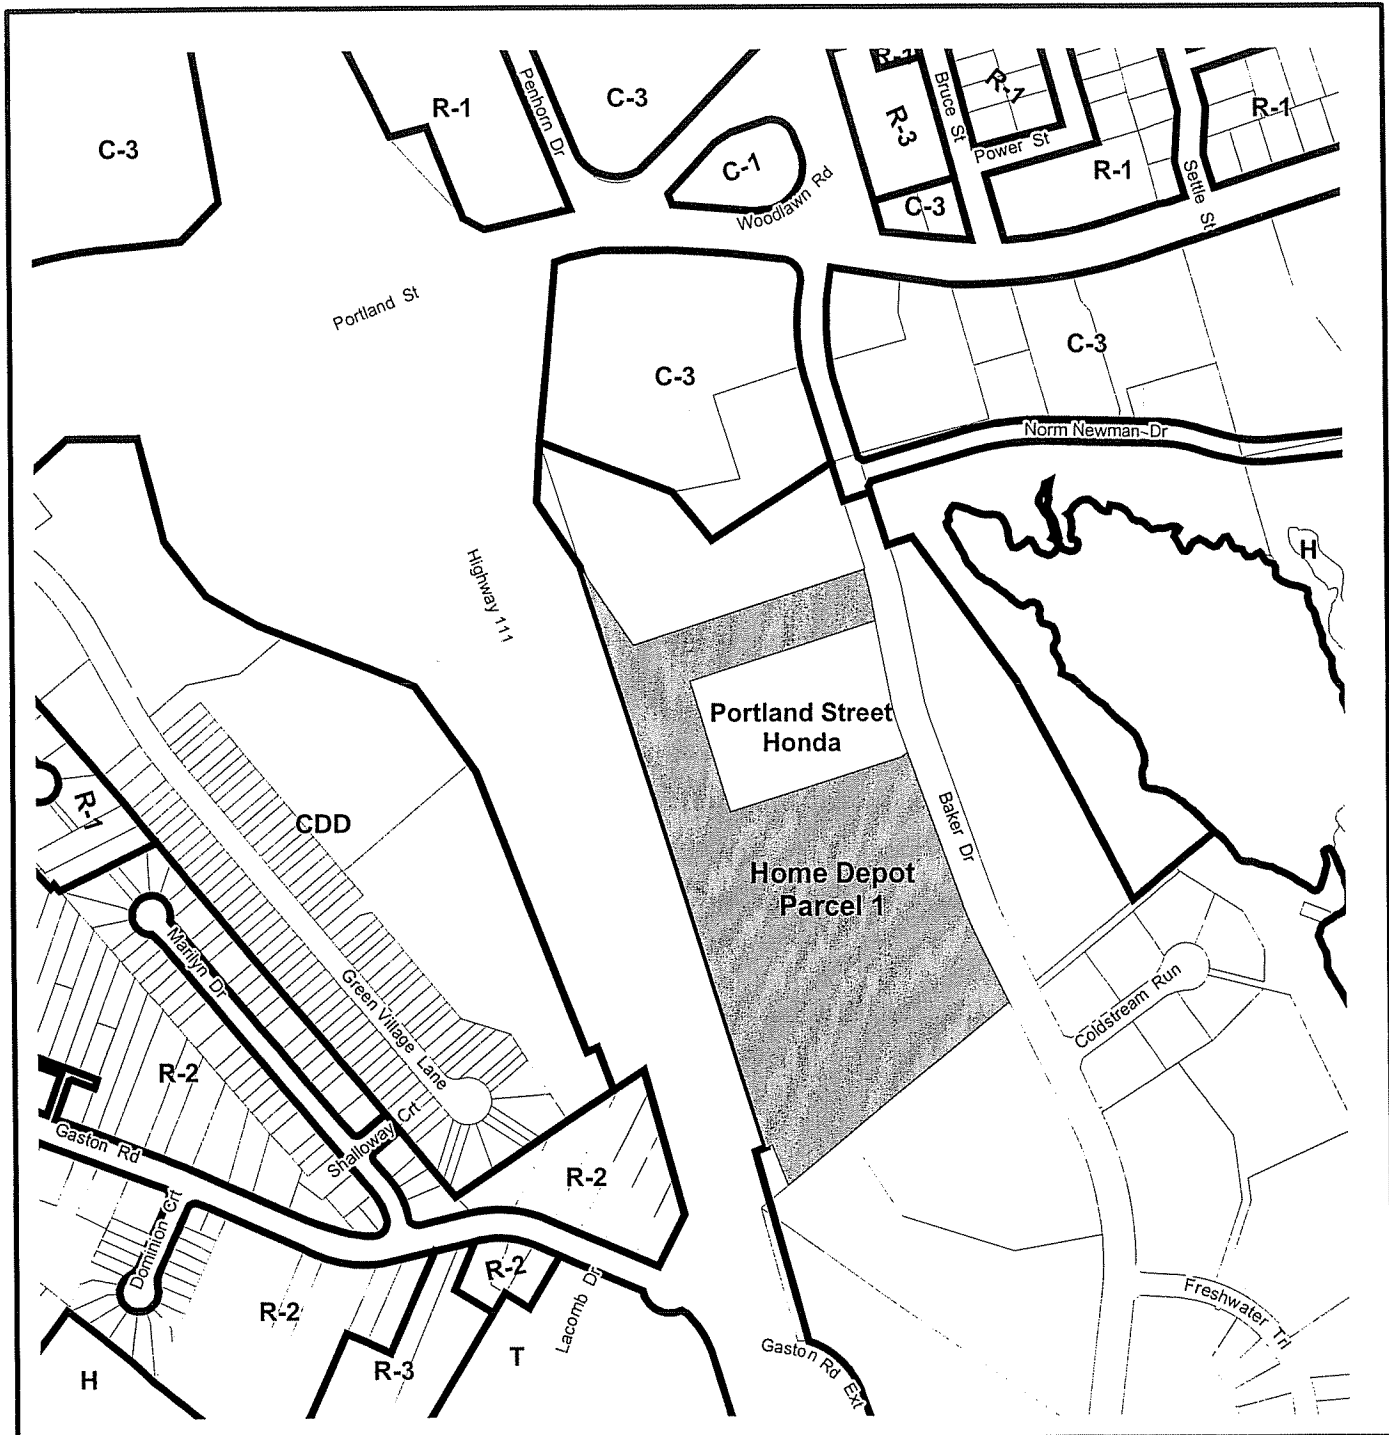 R-1
C-3
R-1
Penhorn Dr
C-3
C-1
Woodlawn Rd
R-3
Bruce St
R-1
Power St
R-1
R-1
Settle St
C-3
Portland St
C-3
C-3
Norm Newman Dr
H
Highway 111
Portland Street
Honda
R-1
CDD
Baker Dr
Home Depot
Parcel 1
Marilyn Dr
Green Village Lane
Coldstream Run
R-2
Gaston Rd
Shalloway Crt
R-2
Dominion Crt
R-2
R-2
Lacomb Dr
Freshwater Trl
T
R-3
Gaston Rd Ext
H